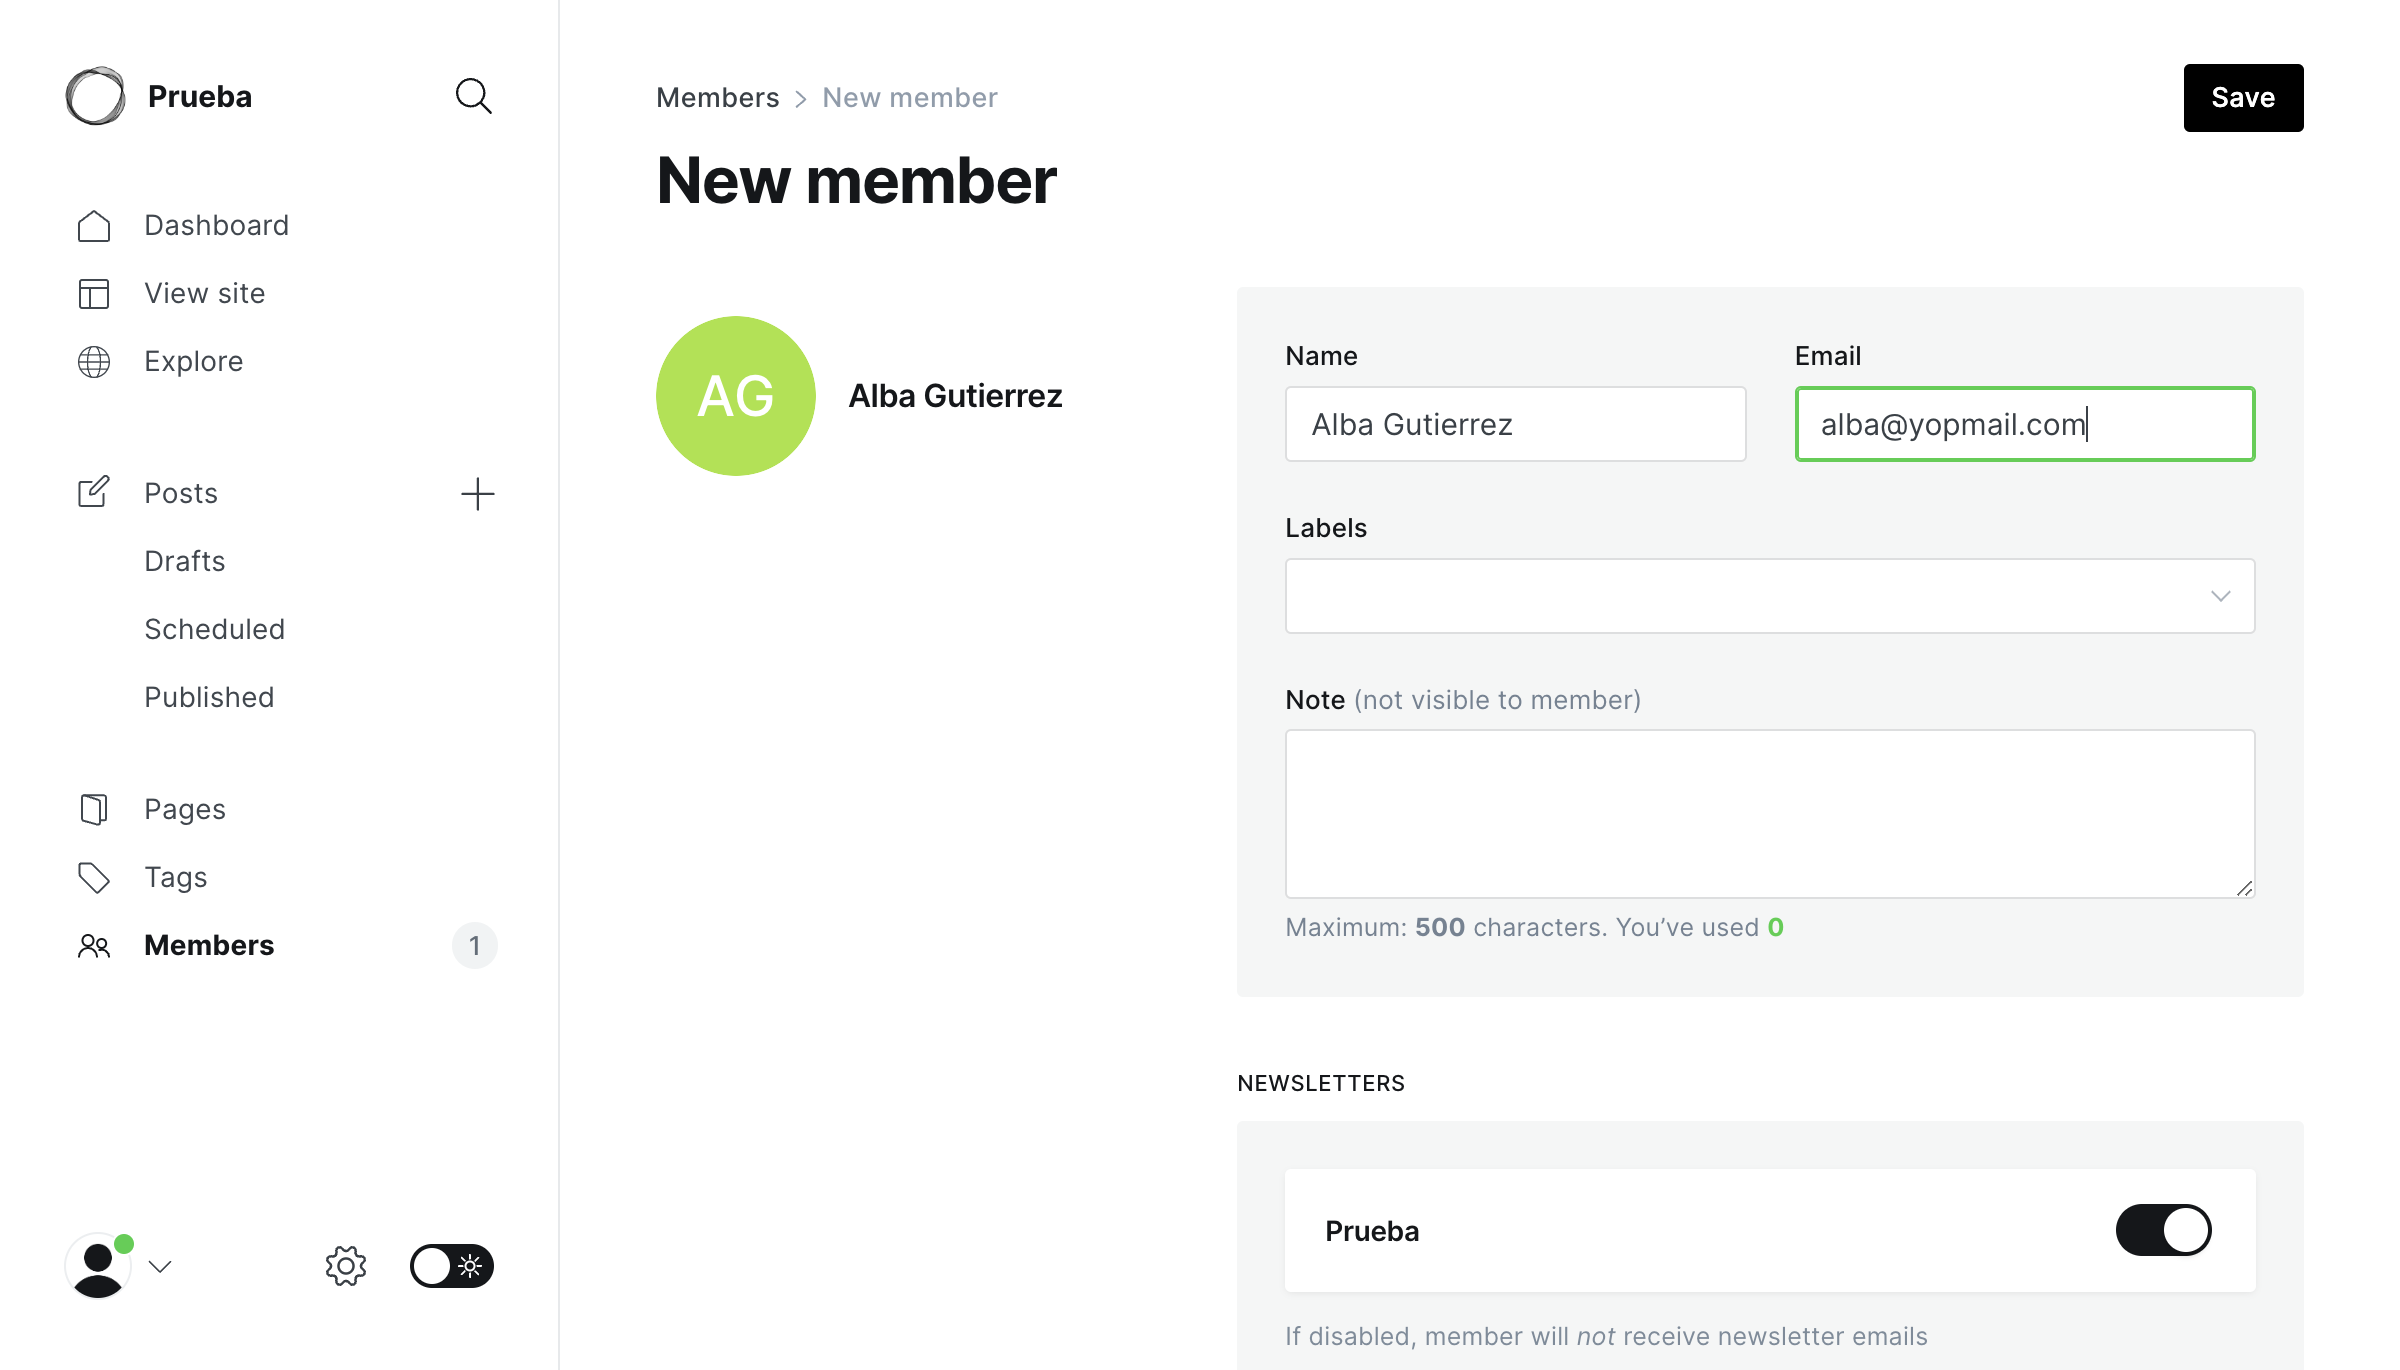 Prueba
Dashboard
View site
Explore
Posts
Drafts
Scheduled
Published
Pages
Tags
Members
1
Members > New member
Save
New member
AG
Alba Gutierrez
Name
Email
Alba Gutierrez
alba@yopmail.com
Labels
Note (not visible to member)
Maximum: 500 characters. You’ve used 0
NEWSLETTERS
Prueba
If disabled, member will not receive newsletter emails